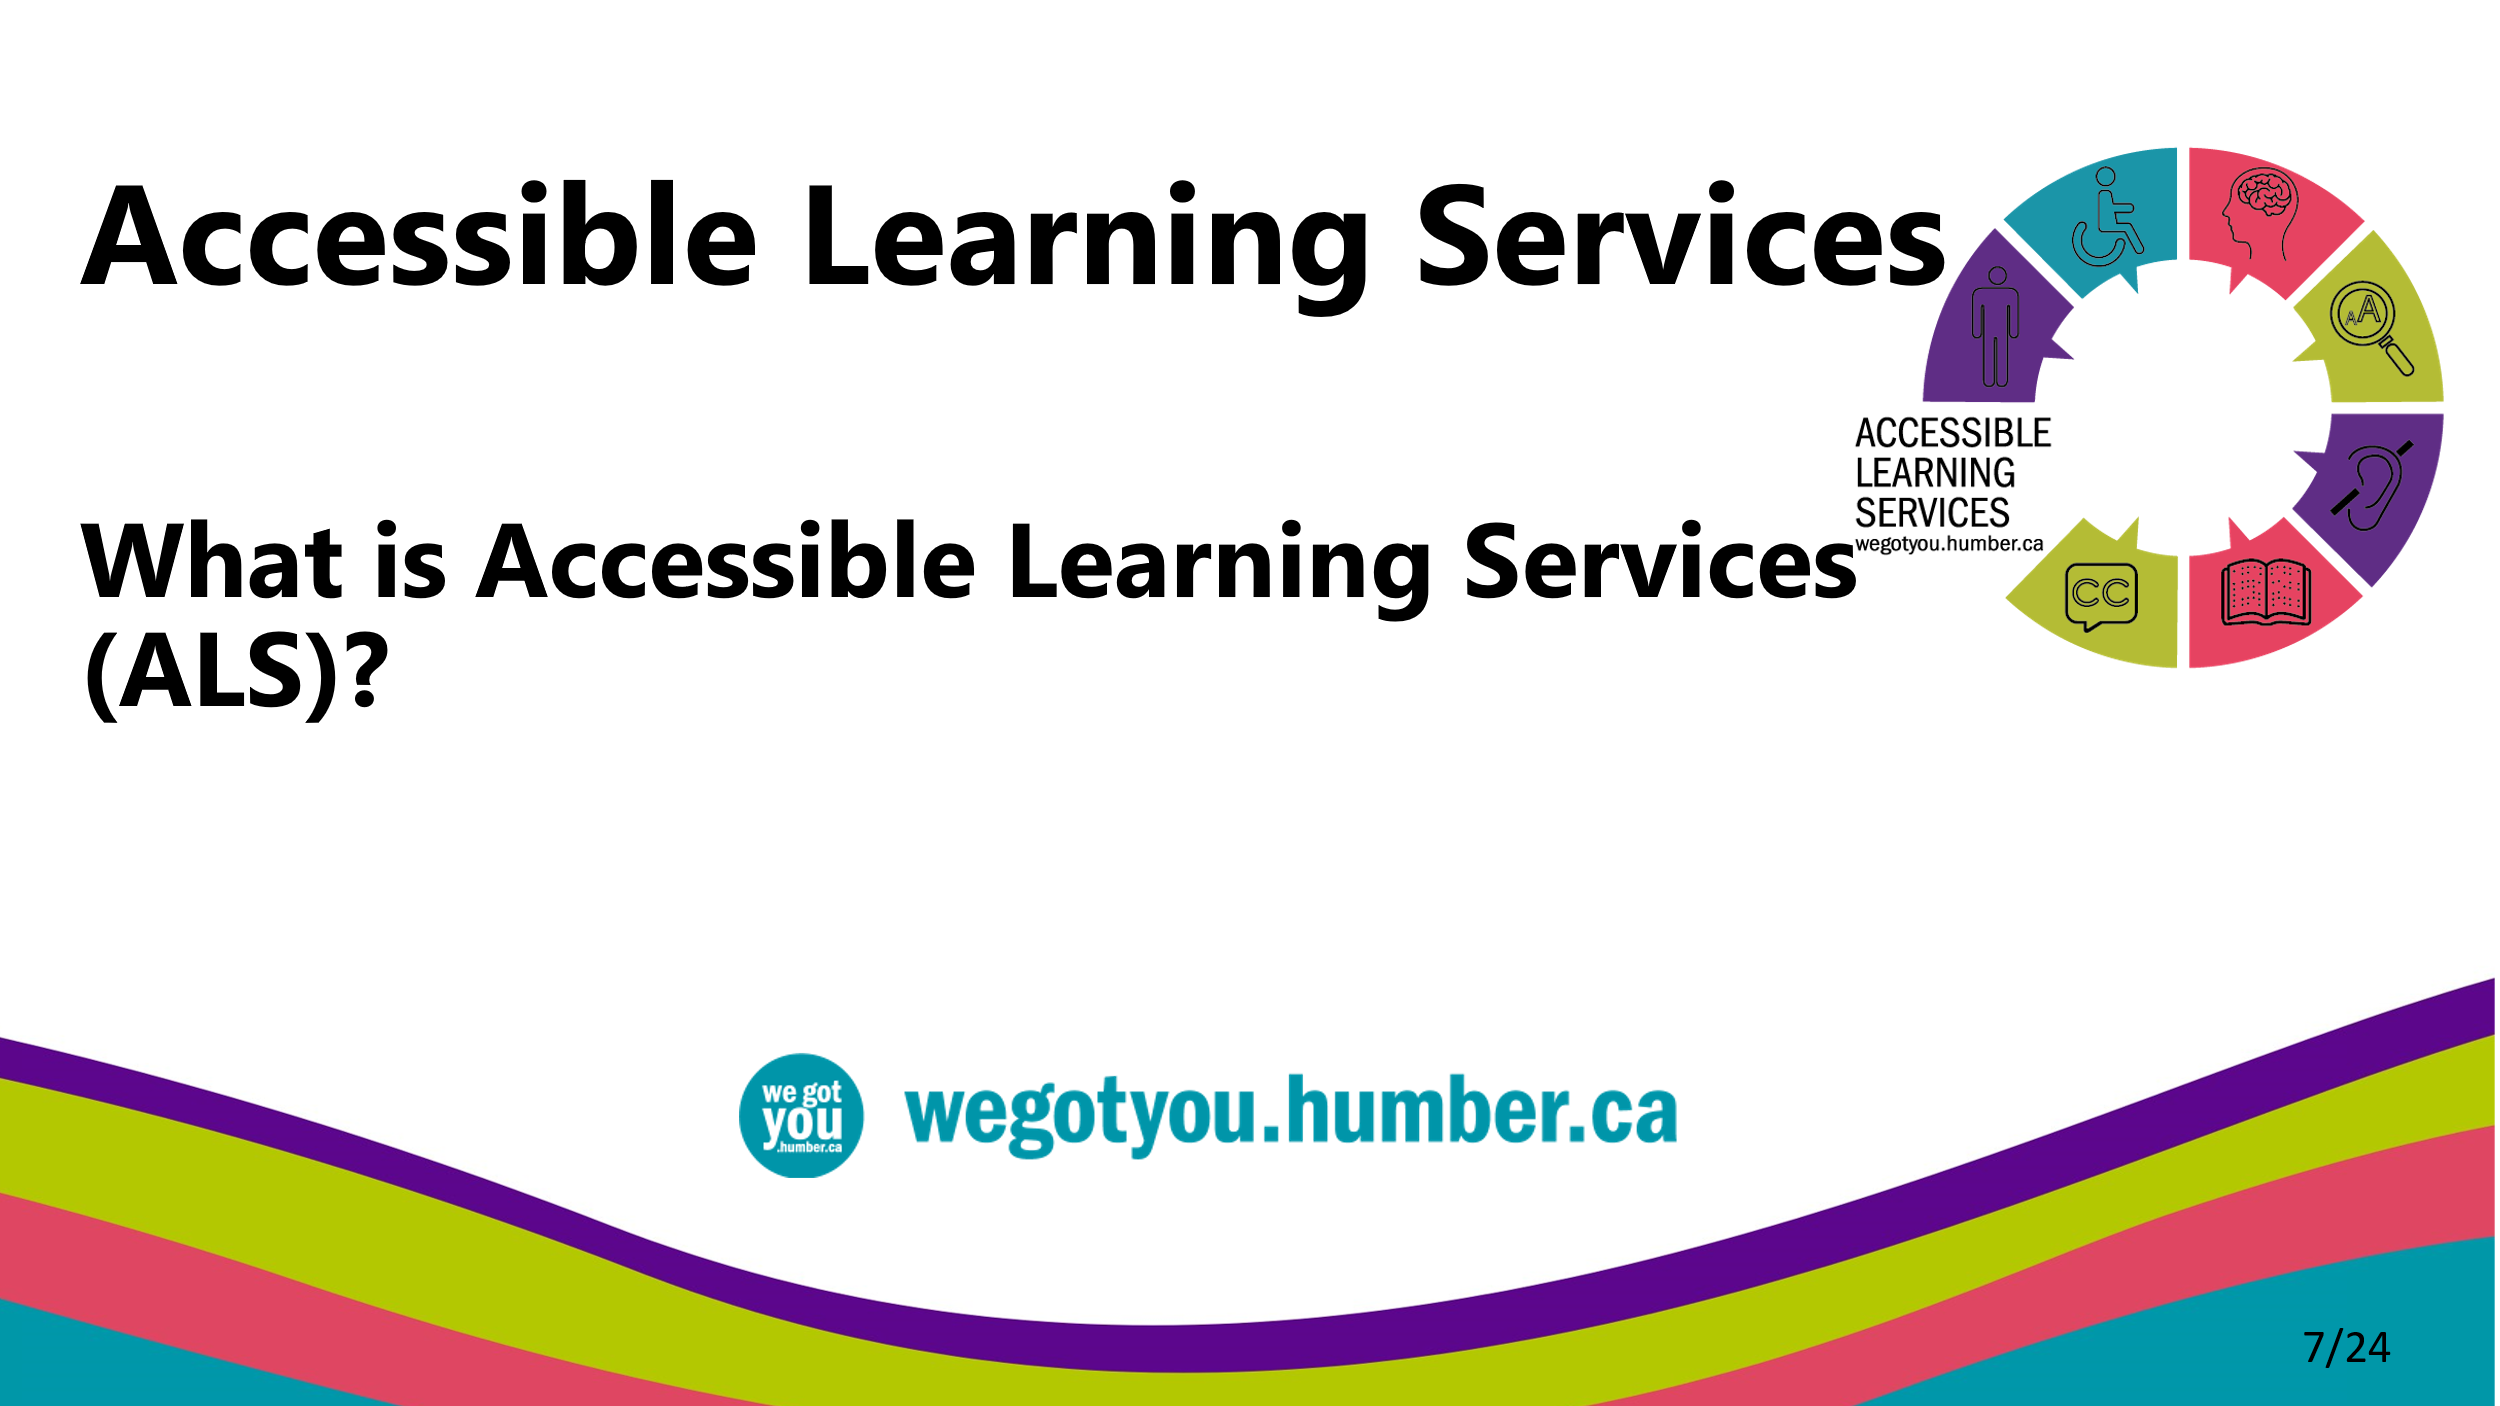 Accessible Learning Services
A A
ACCESSIBLE
LEARNING
SERVICES
wegotyou.humber.ca
CC
What is Accessible Learning Services
(ALS)?
we got
you
.humber.ca
wegotyou.humber.ca
7/24